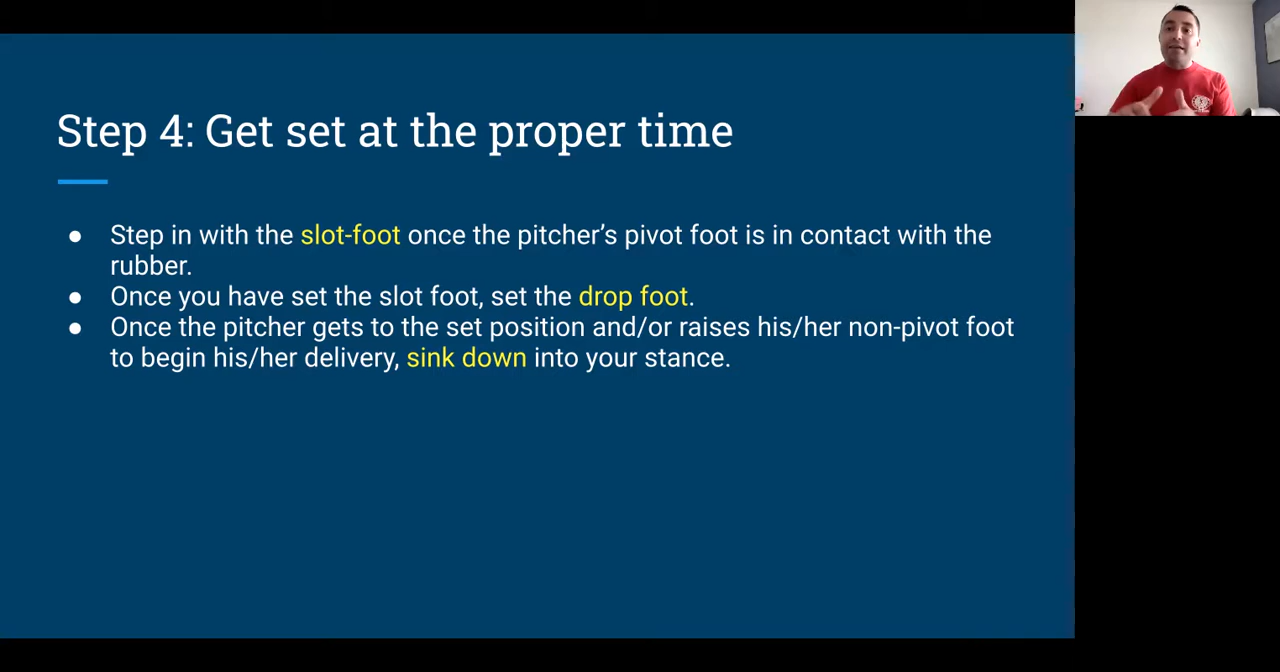 Step 4: Get set at the proper time
● Step in with the slot-foot once the pitcher's pivot foot is in contact with the
rubber.
● Once you have set the slot foot, set the drop foot.
● Once the pitcher gets to the set position and/or raises his/her non-pivot foot
to begin his/her delivery, sink down into your stance.